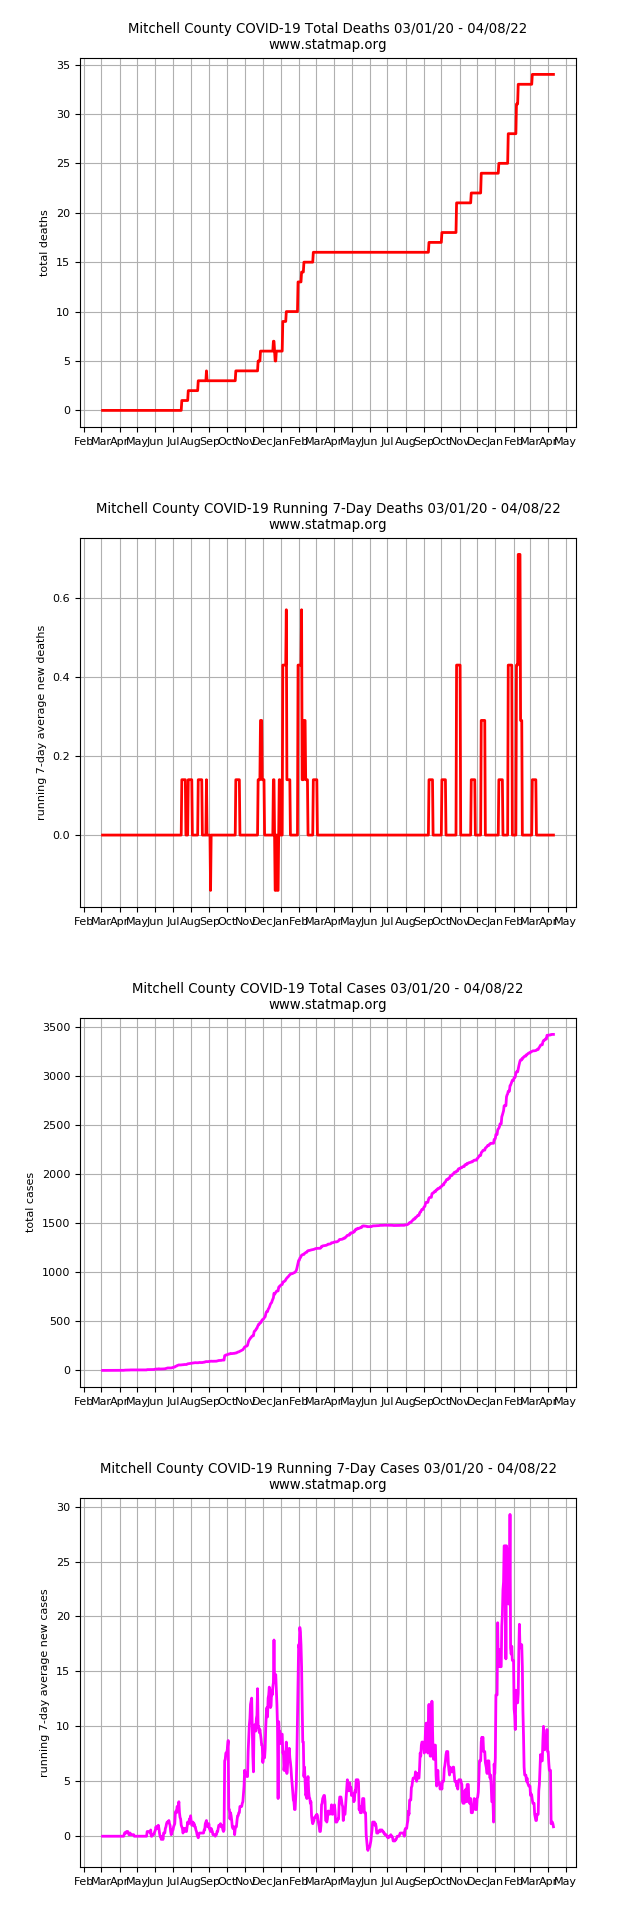 Mitchell County COVID-19 Total Deaths 03/01/20 - 04/08/22
www.statmap.org
total deaths
35
30
25
20
15
10
5
0
Feb Mar Apr May Jun Jul Aug Sep Oct Nov Dec Jan Feb Mar Apr May Jun Jul Aug Sep Oct Nov Dec Jan Feb Mar Apr May
Mitchell County COVID-19 Running 7-Day Deaths 03/01/20 - 04/08/22
www.statmap.org
running 7-day average new deaths
0.6
0.4
0.2
0.0
Feb Mar Apr May Jun Jul Aug Sep Oct Nov Dec Jan Feb Mar Apr May Jun Jul Aug Sep Oct Nov Dec Jan Feb Mar Apr May
Mitchell County COVID-19 Total Cases 03/01/20 - 04/08/22
www.statmap.org
total cases
3500
3000
2500
2000
1500
1000
500
0
Feb Mar Apr May Jun Jul Aug Sep Oct Nov Dec Jan Feb Mar Apr May Jun Jul Aug Sep Oct Nov Dec Jan Feb Mar Apr May
Mitchell County COVID-19 Running 7-Day Cases 03/01/20 - 04/08/22
www.statmap.org
running 7-day average new cases
30
25
20
15
10
5
0
Feb Mar Apr May Jun Jul Aug Sep Oct Nov Dec Jan Feb Mar Apr May Jun Jul Aug Sep Oct Nov Dec Jan Feb Mar Apr May